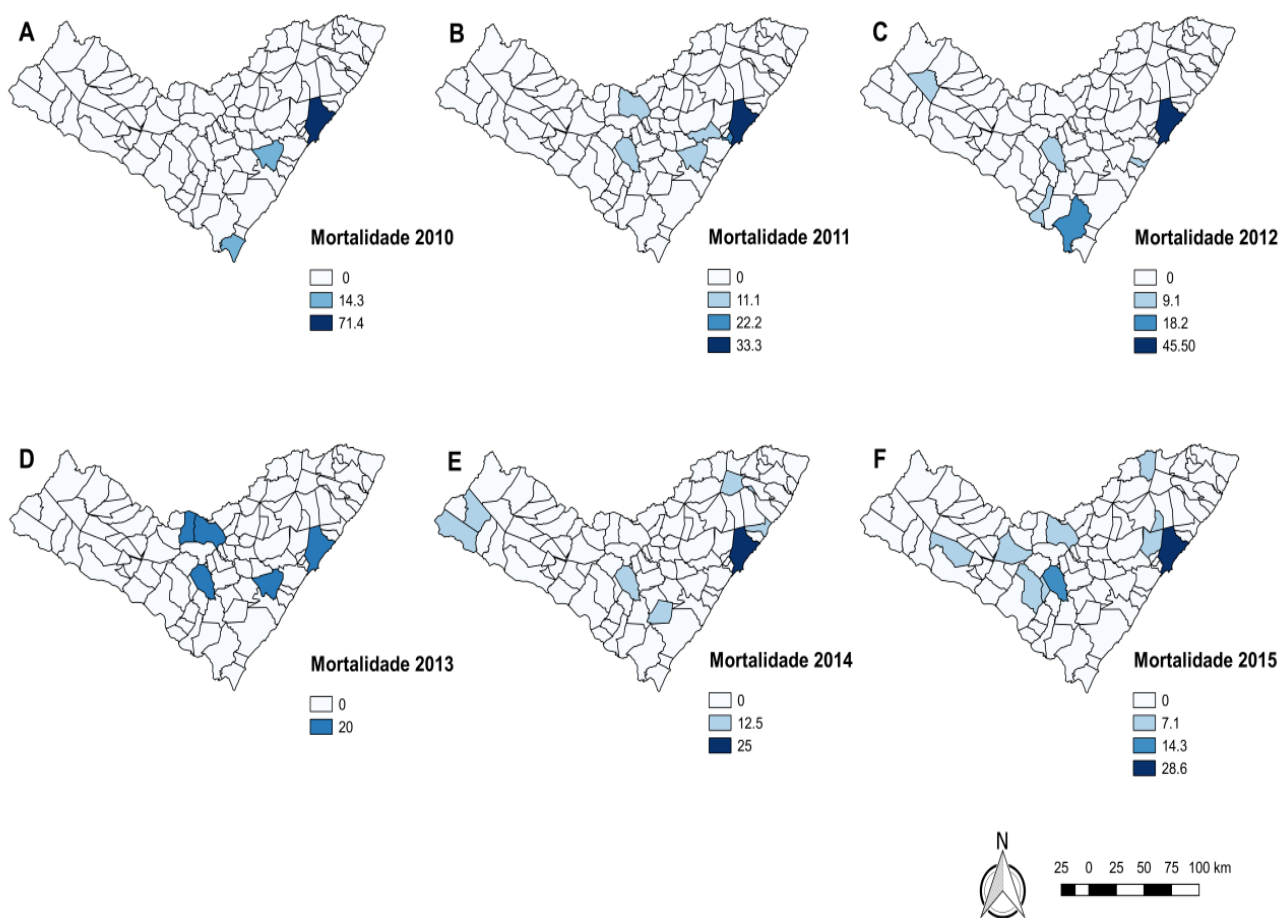 A
Mortalidade 2010
0
14.3
71.4
B
Mortalidade 2011
0
11.1
22.2
33.3
C
Mortalidade 2012
0
9.1
18.2
45.50
D
Mortalidade 2013
0
20
E
Mortalidade 2014
0
12.5
25
F
Mortalidade 2015
0
7.1
14.3
28.6
N
25 0 25 50 75 100 km